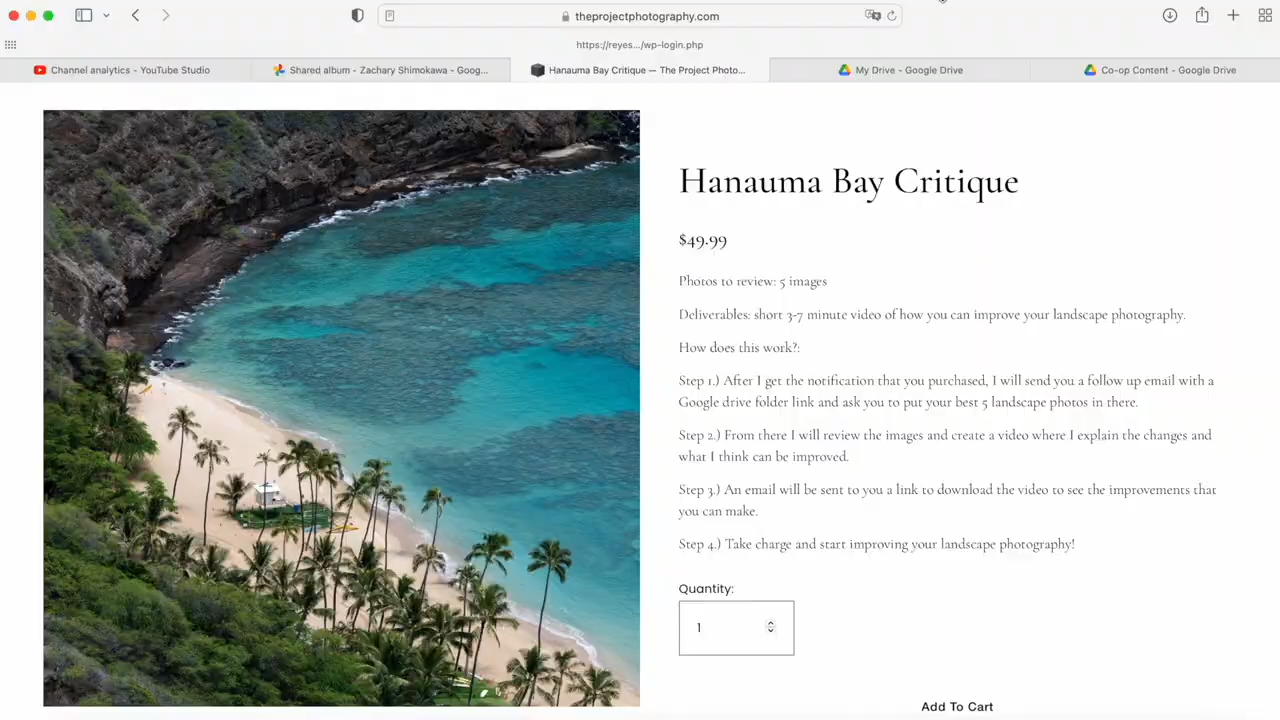 theprojectphotography.com
https://reyes.../wp-login.php
Channel analytics - YouTube Studio
Shared album - Zachary Shimokawa - Goog...
Hanauma Bay Critique — The Project Photo...
My Drive - Google Drive
Co-op Content - Google Drive
Hanauma Bay Critique
$49.99
Photos to review: 5 images
Deliverables: short 3-7 minute video of how you can improve your landscape photography.
How does this work?:
Step 1.) After I get the notification that you purchased, I will send you a follow up email with a
Google drive folder link and ask you to put your best 5 landscape photos in there.
Step 2.) From there I will review the images and create a video where I explain the changes and
what I think can be improved.
Step 3.) An email will be sent to you a link to download the video to see the improvements that
you can make.
Step 4.) Take charge and start improving your landscape photography!
Quantity:
1
Add To Cart